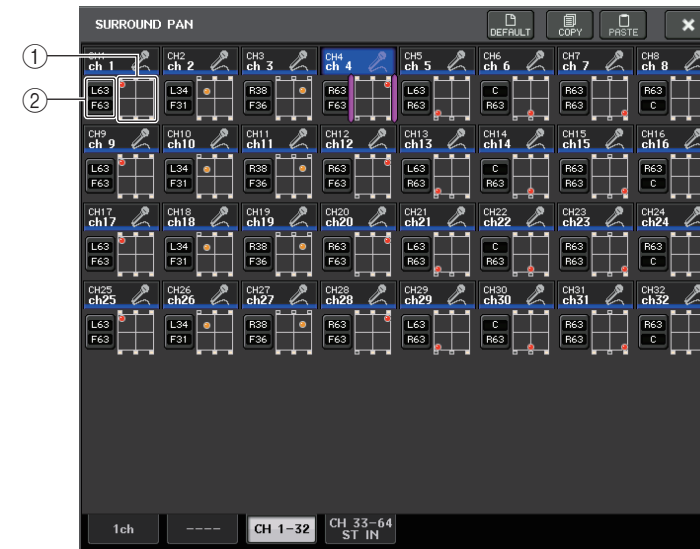 SURROUND PAN DEFAULT COPY PASTE ×
① CH1 CH2 CH3 CH4 CH5 CH6 CH7 CH8
ch 1 ch 2 ch 3 ch 4 ch 5 ch 6 ch 7 ch 8
② L63 L34 R38 R63 L63 C R63 R63
F63 F31 F36 F63 R63 R63 R63 C
CH9 CH10 CH11 CH12 CH13 CH14 CH15 CH16
ch 9 ch10 ch11 ch12 ch13 ch14 ch15 ch16
L63 L34 R38 R63 L63 C R63 R63
F63 F31 F36 F63 R63 R63 R63 C
CH17 CH18 CH19 CH20 CH21 CH22 CH23 CH24
ch17 ch18 ch19 ch20 ch21 ch22 ch23 ch24
L63 L34 R38 R63 L63 C R63 R63
F63 F31 F36 F63 R63 R63 R63 C
CH25 CH26 CH27 CH28 CH29 CH30 CH31 CH32
ch25 ch26 ch27 ch28 ch29 ch30 ch31 ch32
L63 L34 R38 R63 L63 C R63 R63
F63 F31 F36 F63 R63 R63 R63 C
1ch ---- CH 1-32 CH 33-64
ST IN